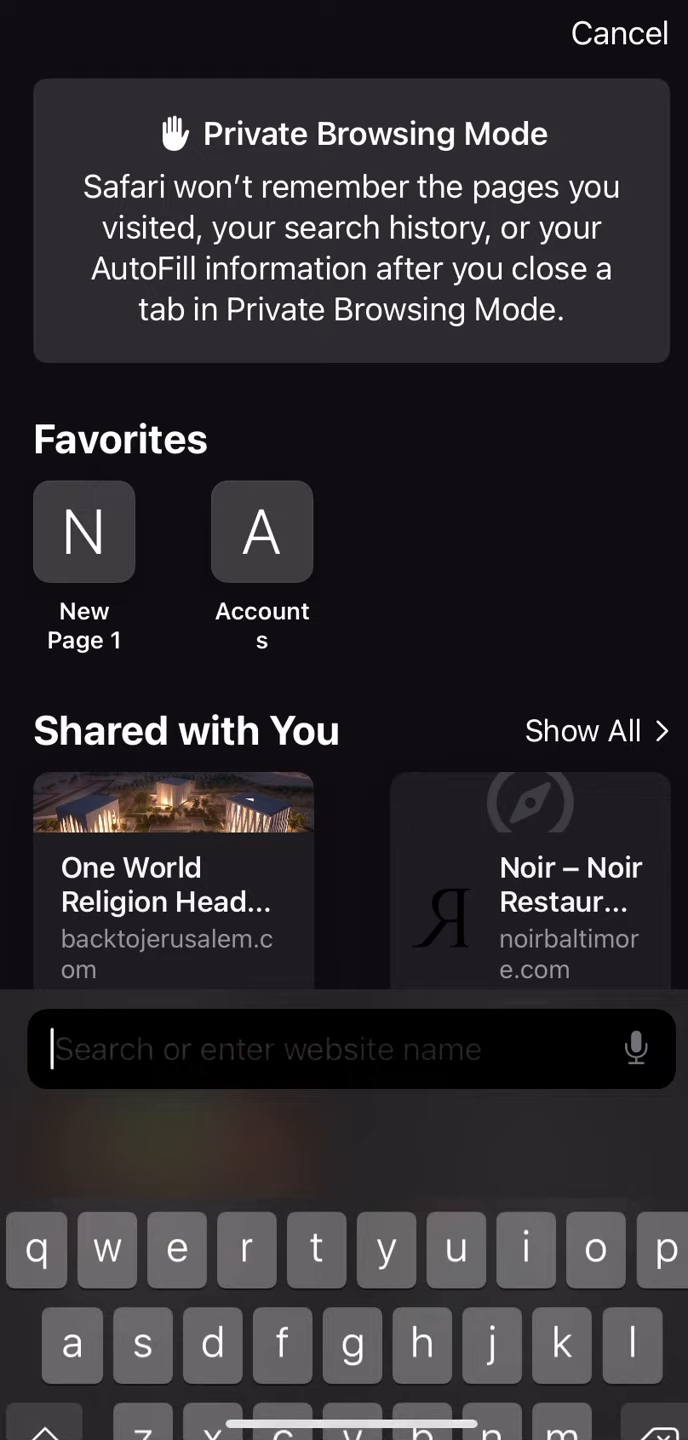 Cancel
Private Browsing Mode
Safari won’t remember the pages you
visited, your search history, or your
AutoFill information after you close a
tab in Private Browsing Mode.
Favorites
N
A
New
Page 1
Account
s
Shared with You
Show All
One World
Religion Head...
backtojerusalem.c
om
Noir – Noir
Restaur...
noirbaltimor
e.com
Я
Search or enter website name
q w e r t y u i o p
a s d f g h j k l
z x c v b n m